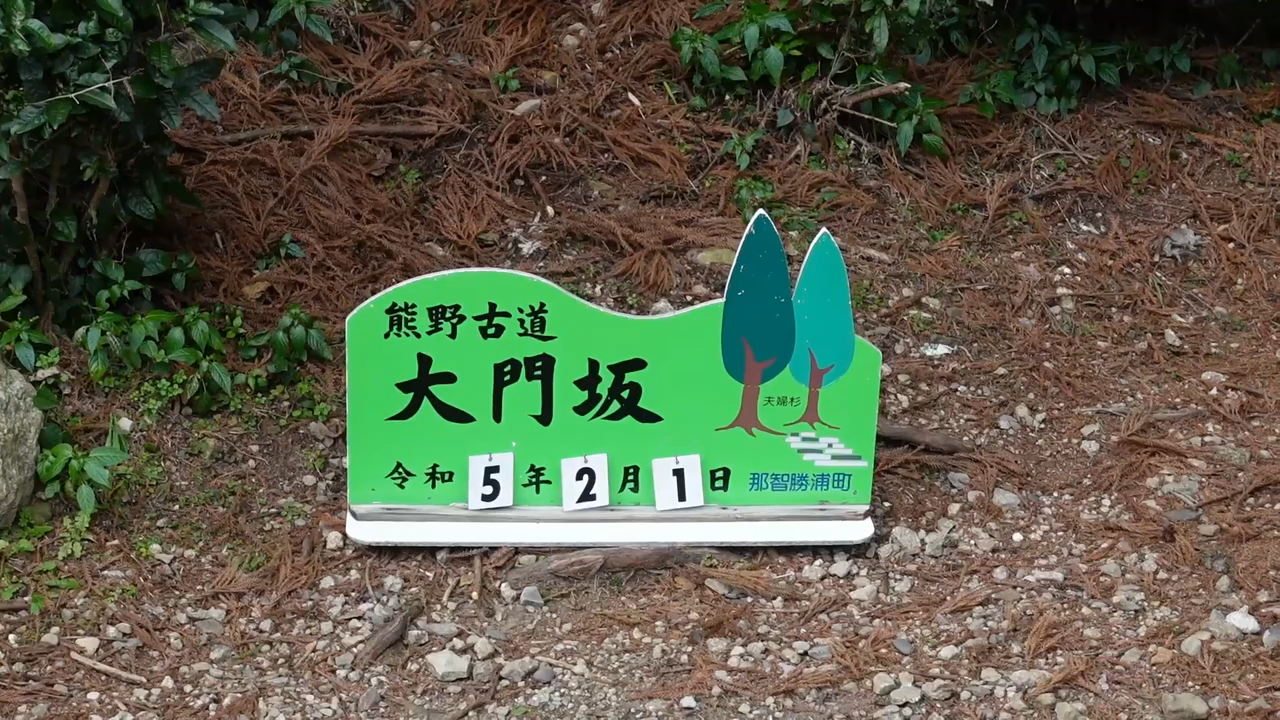 熊野古道
大門坂
夫婦杉
令和5年2月1日
那智勝浦町